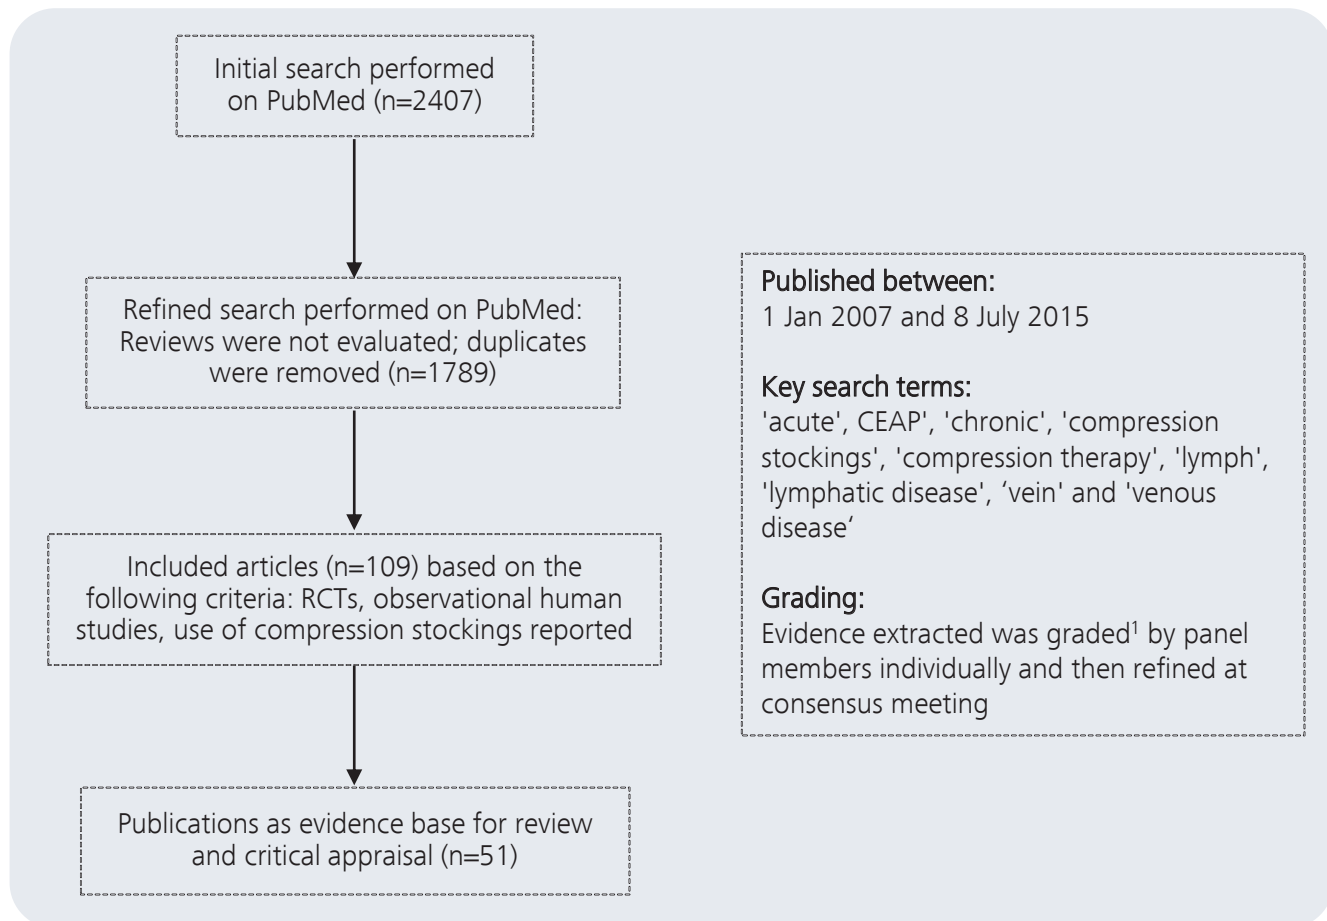 Initial search performed
on PubMed (n=2407)
Refined search performed on PubMed:
Reviews were not evaluated; duplicates
were removed (n=1789)
Included articles (n=109) based on the
following criteria: RCTs, observational human
studies, use of compression stockings reported
Publications as evidence base for review
and critical appraisal (n=51)
Published between:
1 Jan 2007 and 8 July 2015
Key search terms:
'acute', CEAP', 'chronic', 'compression
stockings', 'compression therapy', 'lymph',
'lymphatic disease', ‘vein' and 'venous
disease‘
Grading:
Evidence extracted was graded¹ by panel
members individually and then refined at
consensus meeting